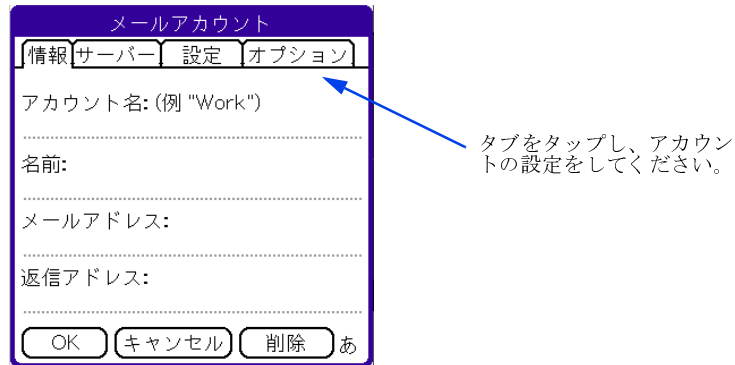 メールアカウント
情報 サーバー 設定 オプション
アカウント名: (例 "Work")
タブをタップし、アカウン
トの設定をしてください。
名前:
メールアドレス:
返信アドレス:
OK キャンセル 削除 あ